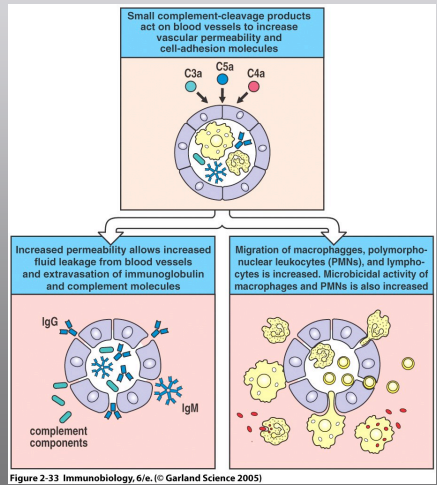 Small complement-cleavage products
act on blood vessels to increase
vascular permeability and
cell-adhesion molecules
C3a
C5a
C4a
Increased permeability allows increased
fluid leakage from blood vessels
and extravasation of immunoglobulin
and complement molecules
IgG
IgM
complement
components
Migration of macrophagges, polymorpho-
nuclear leukocytes (PMNs), and lympho-
cytes is increased. Microbicidal activity of
macrophages and PMNs is also increased
Figure 2-33 Immunobiology, 6/e. (© Garland Science 2005)